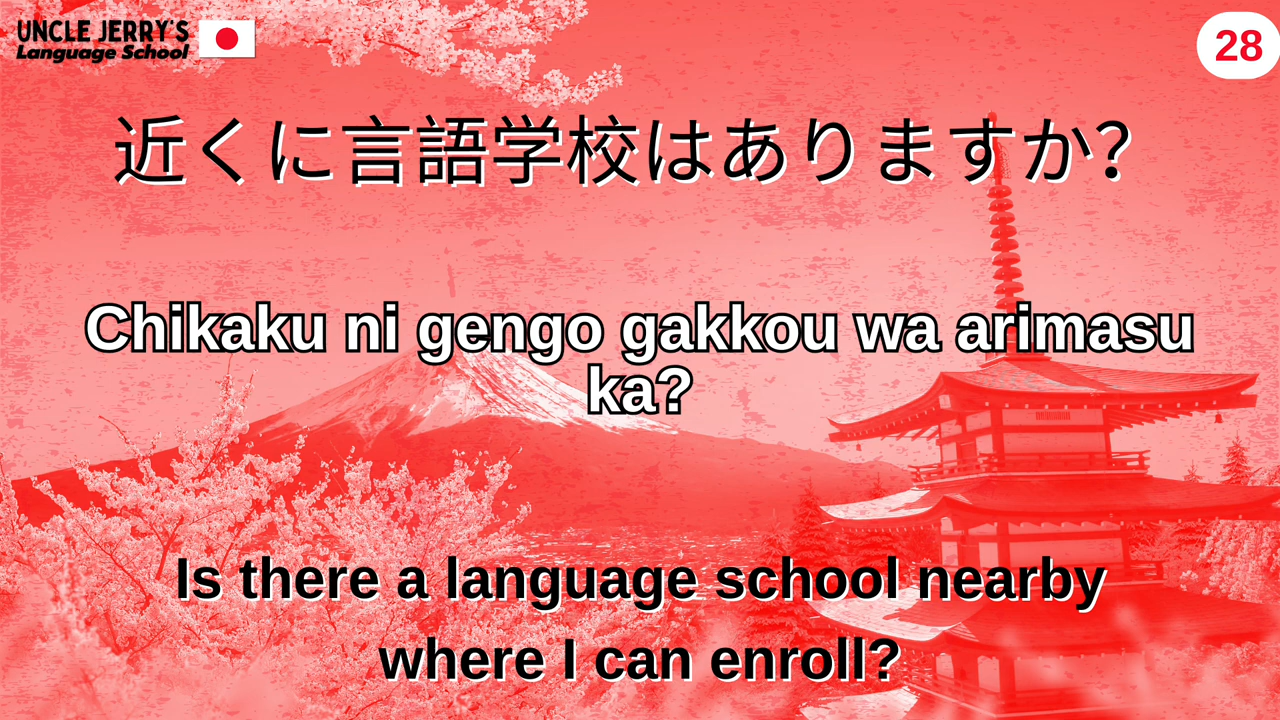 UNCLE JERRY'S
Language School
28
近くに言語学校はありますか?
Chikaku ni gengo gakkou wa arimasu
ka?
Is there a language school nearby
where I can enroll?